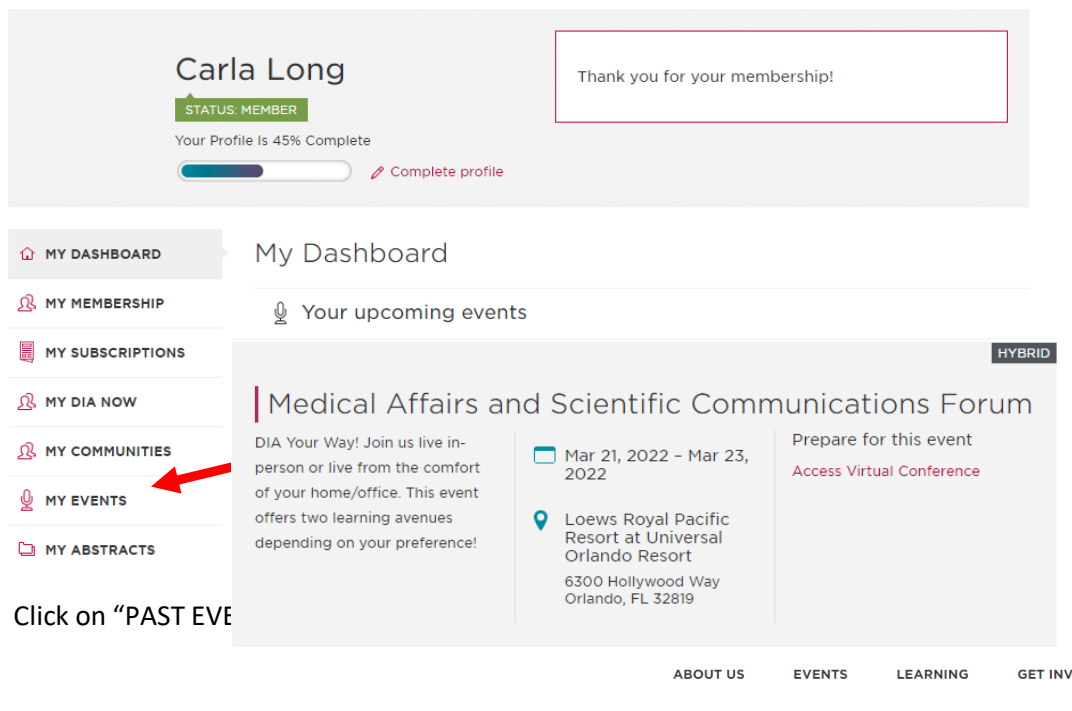 Carla Long
STATUS: MEMBER
Your Profile Is 45% Complete
Complete profile
Thank you for your membership!
MY DASHBOARD
MY MEMBERSHIP
MY SUBSCRIPTIONS
MY DIA NOW
MY COMMUNITIES
MY EVENTS
MY ABSTRACTS
My Dashboard
Your upcoming events
HYBRID
Medical Affairs and Scientific Communications Forum
DIA Your Way! Join us live in-
person or live from the comfort
of your home/office. This event
offers two learning avenues
depending on your preference!
Mar 21, 2022 – Mar 23,
2022
Loews Royal Pacific
Resort at Universal
Orlando Resort
6300 Hollywood Way
Orlando, FL 32819
Prepare for this event
Access Virtual Conference
Click on “PAST EVE
ABOUT US EVENTS LEARNING GET INV